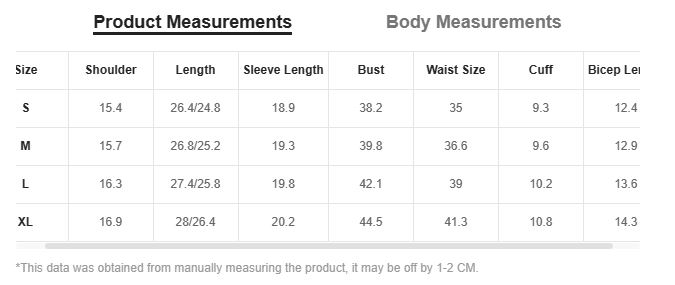 Product Measurements Body Measurements
Size Shoulder Length Sleeve Length Bust Waist Size Cuff Bicep Len
S 15.4 26.4/24.8 18.9 38.2 35 9.3 12.4
M 15.7 26.8/25.2 19.3 39.8 36.6 9.6 12.9
L 16.3 27.4/25.8 19.8 42.1 39 10.2 13.6
XL 16.9 28/26.4 20.2 44.5 41.3 10.8 14.3
*This data was obtained from manually measuring the product, it may be off by 1-2 CM.